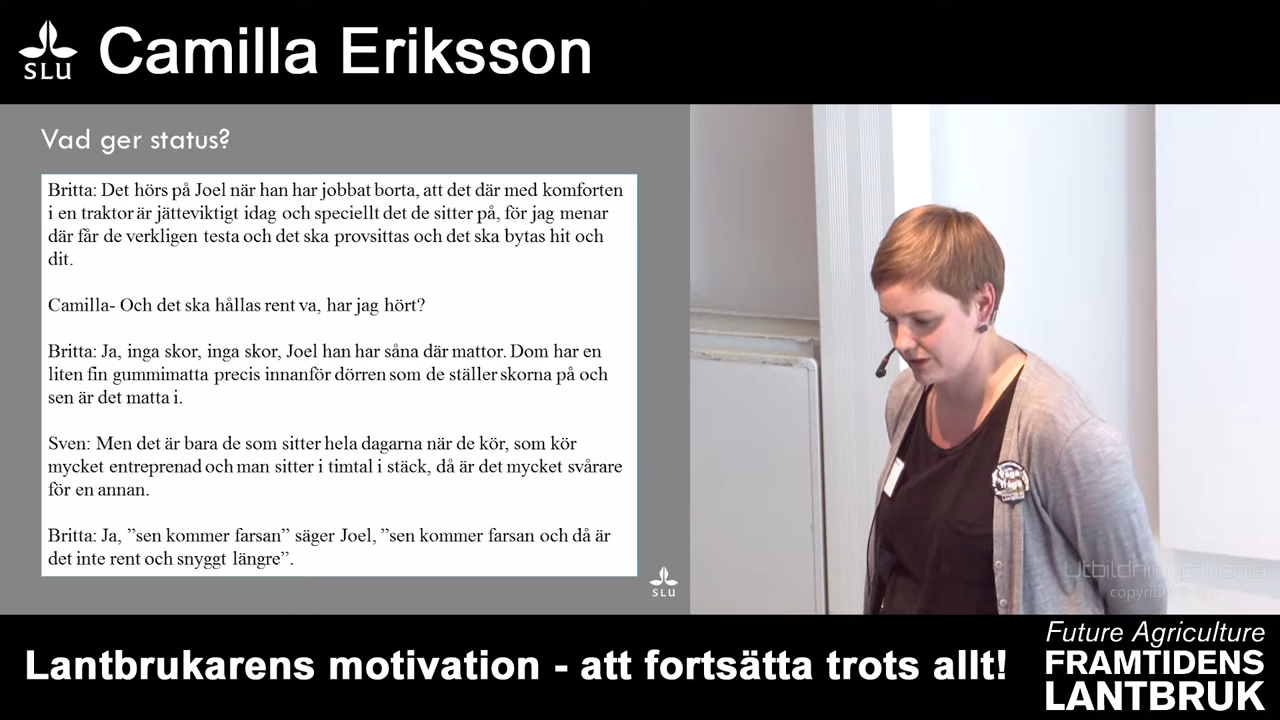 SLU
Camilla Eriksson
Vad ger status?
Britta: Det hörs på Joel när han har jobbat borta, att det där med komforten
i en traktor är jätteviktigt idag och speciellt det de sitter på, för jag menar
där får de verkligen testa och det ska provsittas och det ska bytas hit och
dit.
Camilla- Och det ska hållas rent va, har jag hört?
Britta: Ja, inga skor, inga skor, Joel han har såna där mattor. Dom har en
liten fin gummimatta precis innanför dörren som de ställer skorna på och
sen är det matta i.
Sven: Men det är bara de som sitter hela dagarna när de kör, som kör
mycket entreprenad och man sitter i timtal i stäck, då är det mycket svårare
för en annan.
Britta: Ja, ”sen kommer farsan” säger Joel, ”sen kommer farsan och då är
det inte rent och snyggt längre”.
SLU
copyright
Lantbrukarens motivation - att fortsätta trots allt!
Future Agriculture
FRAMTIDENS
LANTBRUK